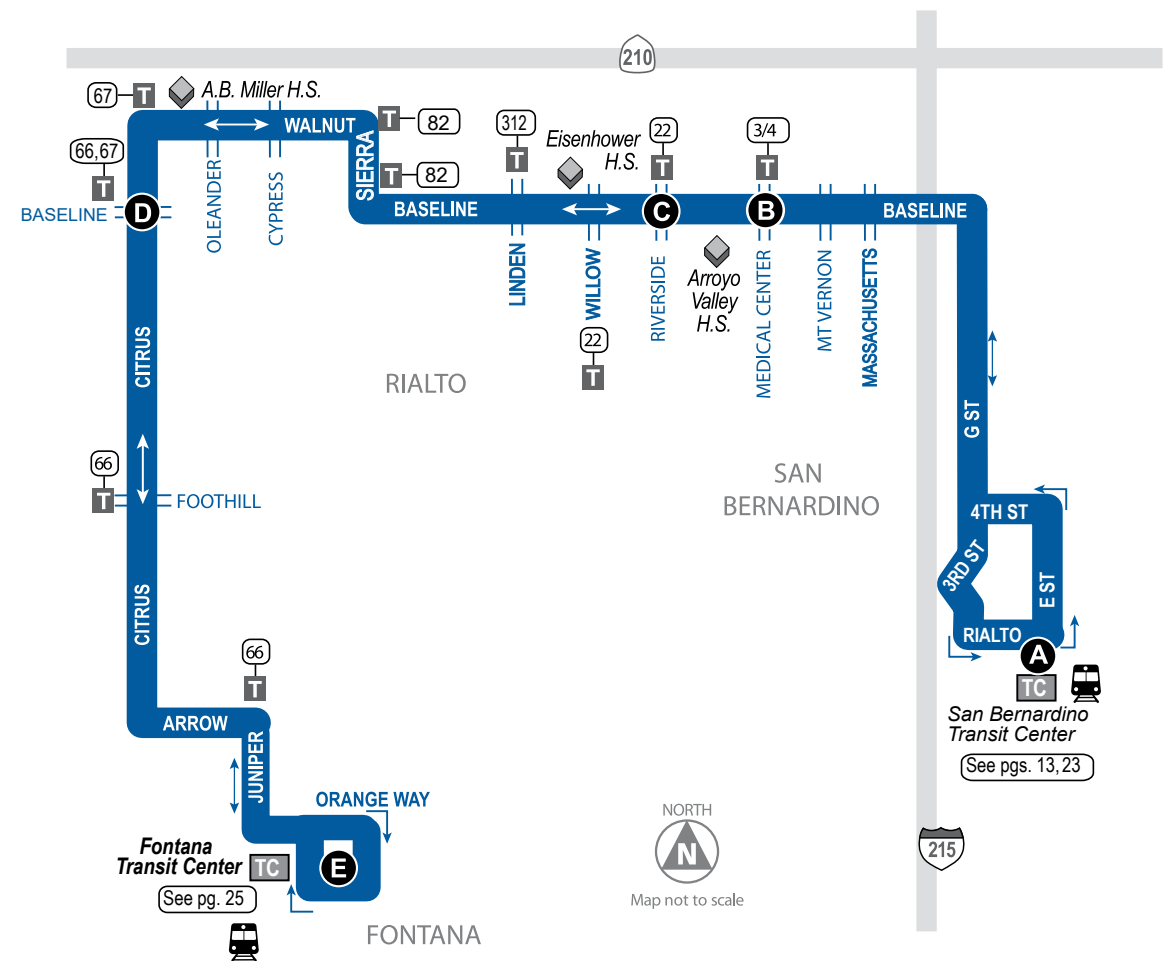 210
67
T
A.B. Miller H.S.
WALNUT
T
82
66,67
T
OLEANDER
CYPRESS
SIERRA
T
82
312
T
Eisenhower
H.S.
22
T
3/4
T
BASELINE
D
BASELINE
C
B
BASELINE
LINDEN
WILLOW
RIVERSIDE
Arroyo
Valley
H.S.
MEDICAL CENTER
MT VERNON
MASSACHUSETTS
22
T
CITRUS
RIALTO
G ST
66
T
FOOTHILL
SAN
BERNARDINO
4TH ST
3RD ST
E ST
CITRUS
RIALTO
A
TC
San Bernardino
Transit Center
See pgs. 13,23
66
T
ARROW
JUNIPER
ORANGE WAY
Fontana
Transit Center
TC
E
See pg. 25
FONTANA
NORTH
N
Map not to scale
215